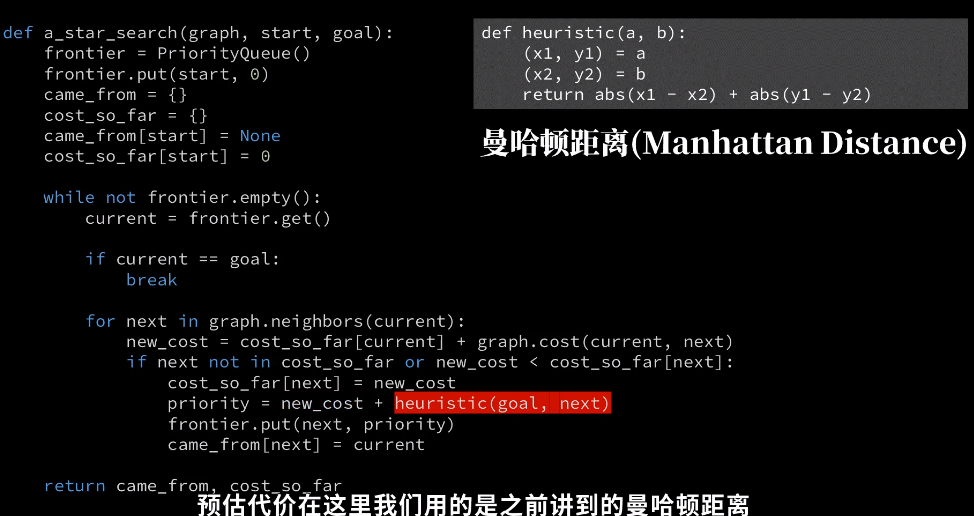 def a_star_search(graph, start, goal):
    frontier = PriorityQueue()
    frontier.put(start, 0)
    came_from = {}
    cost_so_far = {}
    came_from[start] = None
    cost_so_far[start] = 0
    while not frontier.empty():
        current = frontier.get()
        if current == goal:
            break
        for next in graph.neighbors(current):
            new_cost = cost_so_far[current] + graph.cost(current, next)
            if next not in cost_so_far or new_cost < cost_so_far[next]:
                cost_so_far[next] = new_cost
                priority = new_cost + heuristic(goal, next)
                frontier.put(next, priority)
                came_from[next] = current
    return came_from, cost_so_far
def heuristic(a, b):
    (x1, y1) = a
    (x2, y2) = b
    return abs(x1 - x2) + abs(y1 - y2)
曼哈顿距离(Manhattan Distance)
预估代价在这里我们用的是之前讲到的曼哈顿距离